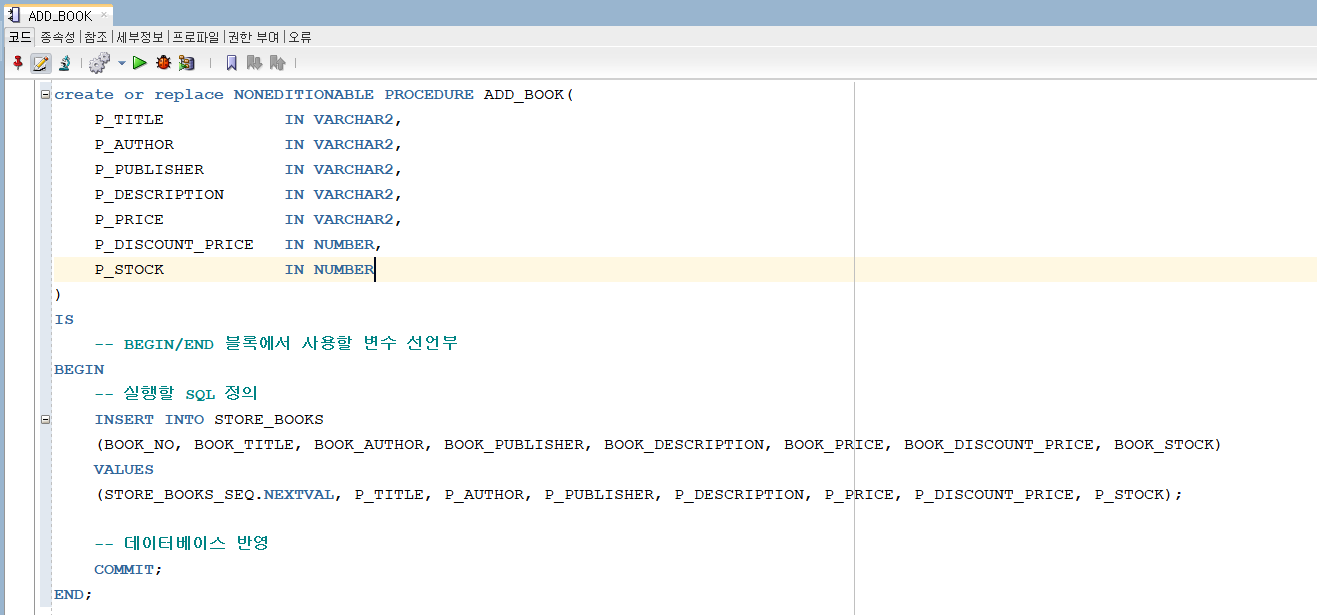 ADD_BOOK
코드 종속성 | 참조 | 세부정보 | 프로파일 | 권한 부여 | 오류
create or replace NONEDITIONABLE PROCEDURE ADD_BOOK(
    P_TITLE            IN VARCHAR2,
    P_AUTHOR           IN VARCHAR2,
    P_PUBLISHER        IN VARCHAR2,
    P_DESCRIPTION      IN VARCHAR2,
    P_PRICE            IN VARCHAR2,
    P_DISCOUNT_PRICE   IN NUMBER,
    P_STOCK            IN NUMBER
)
IS
    -- BEGIN/END 블록에서 사용할 변수 선언부
BEGIN
    -- 실행할 SQL 정의
    INSERT INTO STORE_BOOKS
    (BOOK_NO, BOOK_TITLE, BOOK_AUTHOR, BOOK_PUBLISHER, BOOK_DESCRIPTION, BOOK_PRICE, BOOK_DISCOUNT_PRICE, BOOK_STOCK)
    VALUES
    (STORE_BOOKS_SEQ.NEXTVAL, P_TITLE, P_AUTHOR, P_PUBLISHER, P_DESCRIPTION, P_PRICE, P_DISCOUNT_PRICE, P_STOCK);
    -- 데이터베이스 반영
    COMMIT;
END;